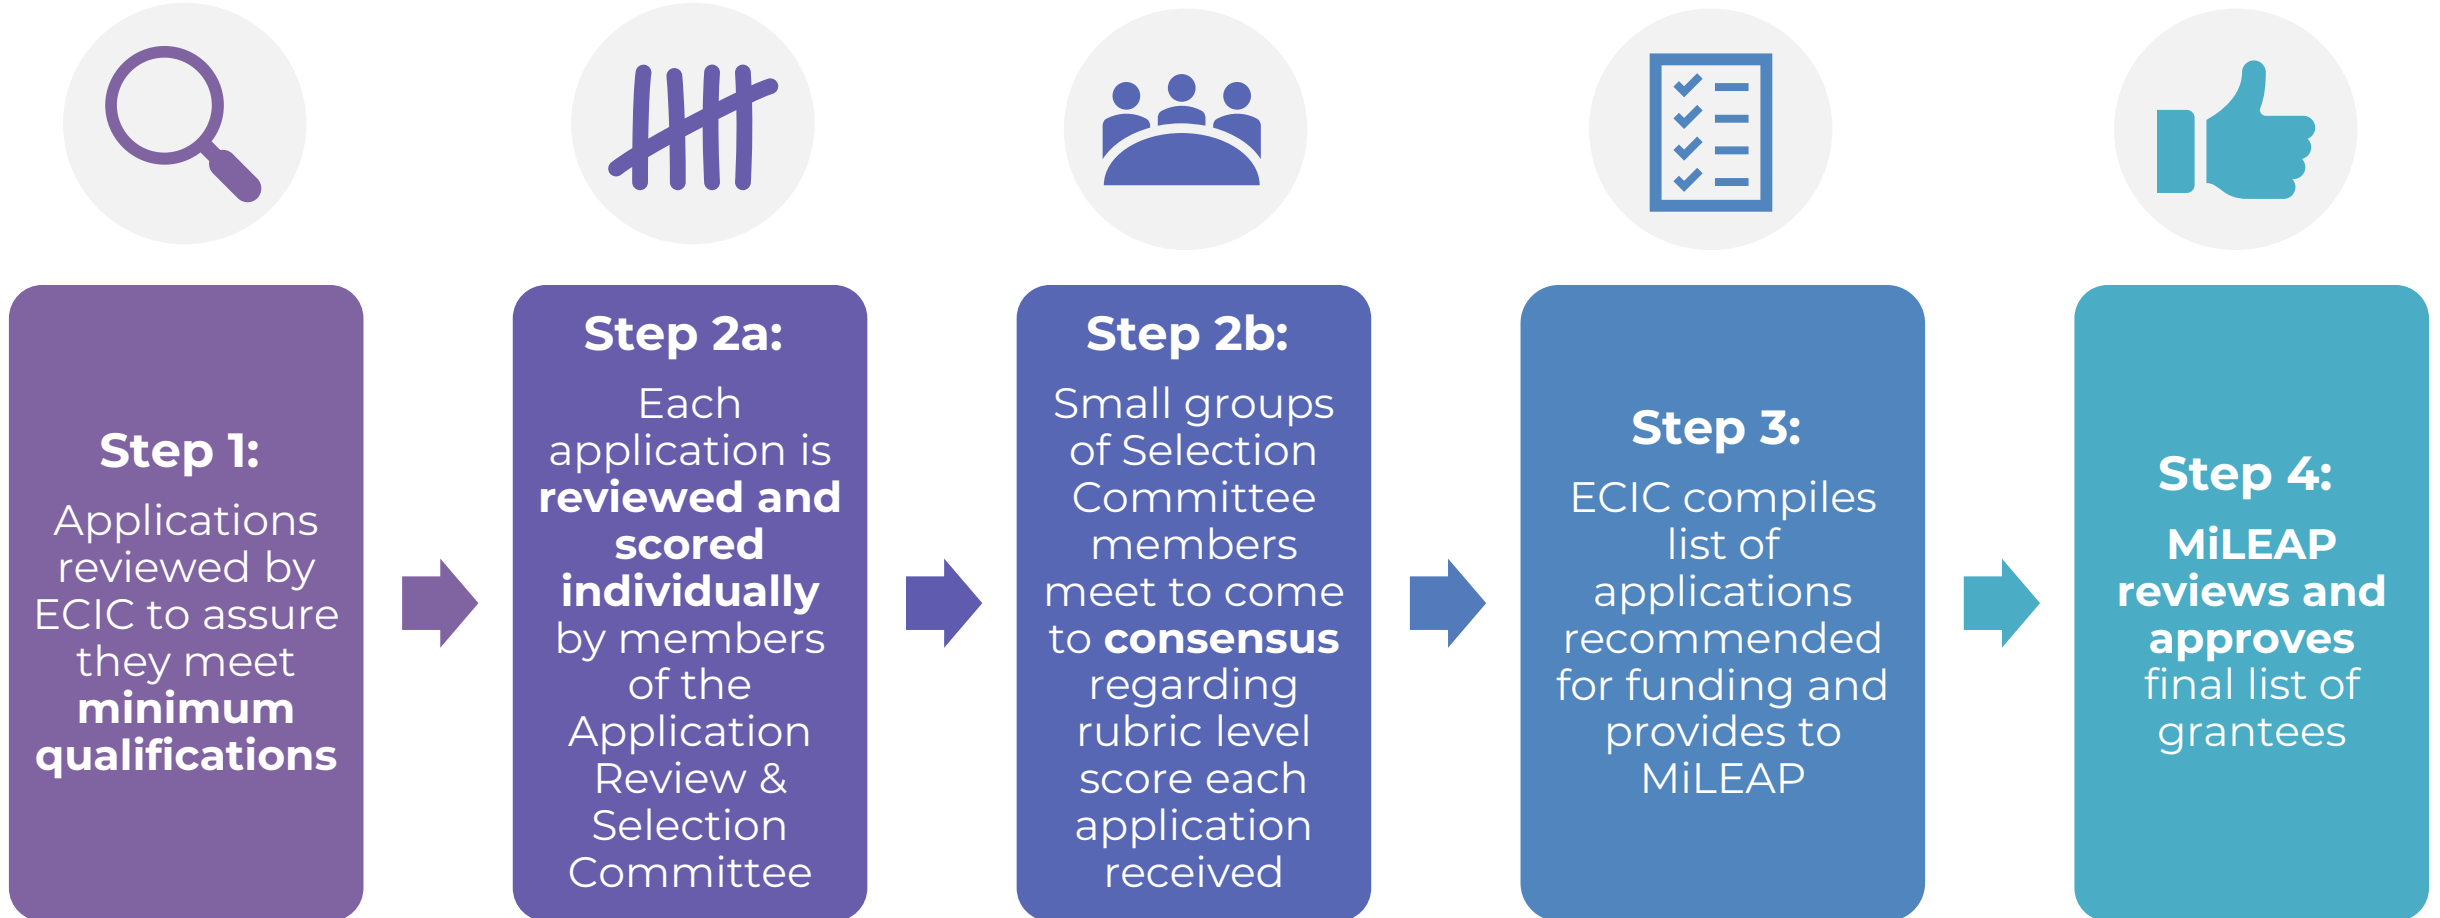 Step 1:
Applications
reviewed by
ECIC to assure
they meet
minimum
qualifications
Step 2a:
Each
application is
reviewed and
scored
individually
by members
of the
Application
Review &
Selection
Committee
Step 2b:
Small groups
of Selection
Committee
members
meet to come
to consensus
regarding
rubric level
score each
application
received
Step 3:
ECIC compiles
list of
applications
recommended
for funding and
provides to
MiLEAP
Step 4:
MiLEAP
reviews and
approves
final list of
grantees